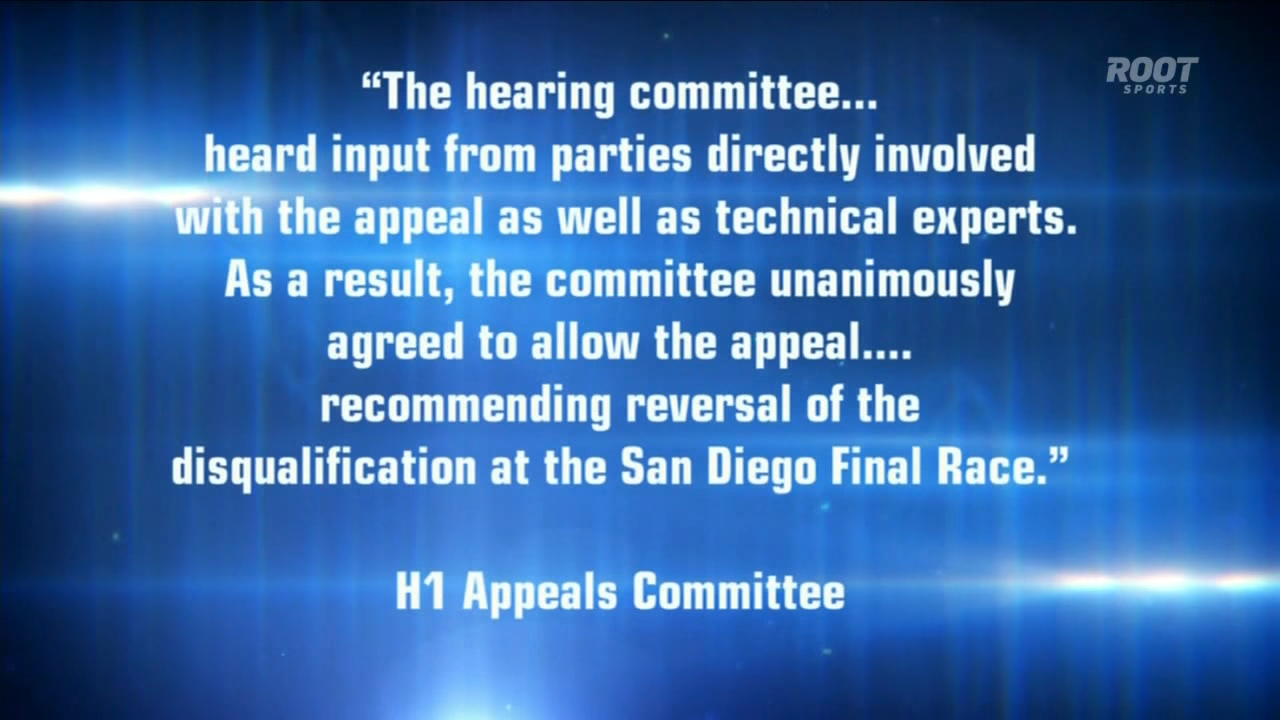 ROOT
SPORTS
“The hearing committee...
heard input from parties directly involved
with the appeal as well as technical experts.
As a result, the committee unanimously
agreed to allow the appeal....
recommending reversal of the
disqualification at the San Diego Final Race.”
H1 Appeals Committee